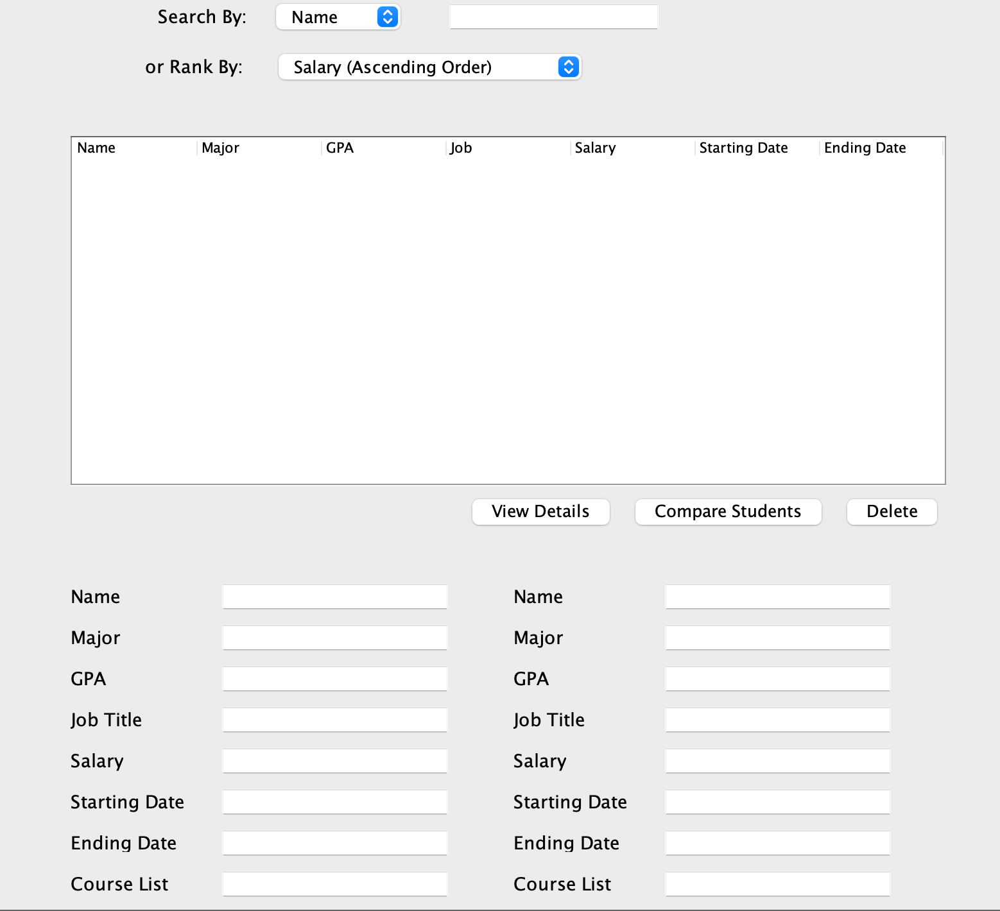 Search By: Name
or Rank By: Salary (Ascending Order)
Name Major GPA Job Salary Starting Date Ending Date
View Details Compare Students Delete
Name Name
Major Major
GPA GPA
Job Title Job Title
Salary Salary
Starting Date Starting Date
Ending Date Ending Date
Course List Course List